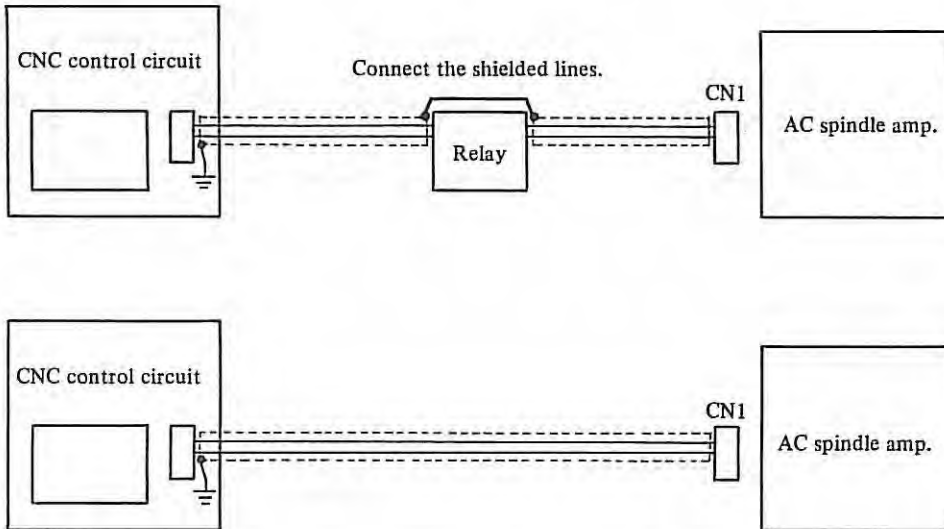 CNC control circuit
Connect the shielded lines.
CN1
AC spindle amp.
Relay
CNC control circuit
CN1
AC spindle amp.